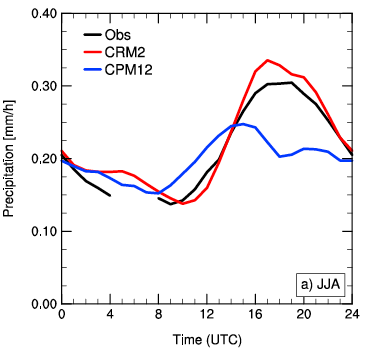 0.40
0.30
0.20
0.10
0.00
Precipitation [mm/h]
Obs
CRM2
CPM12
a) JJA
0 4 8 12 16 20 24
Time (UTC)